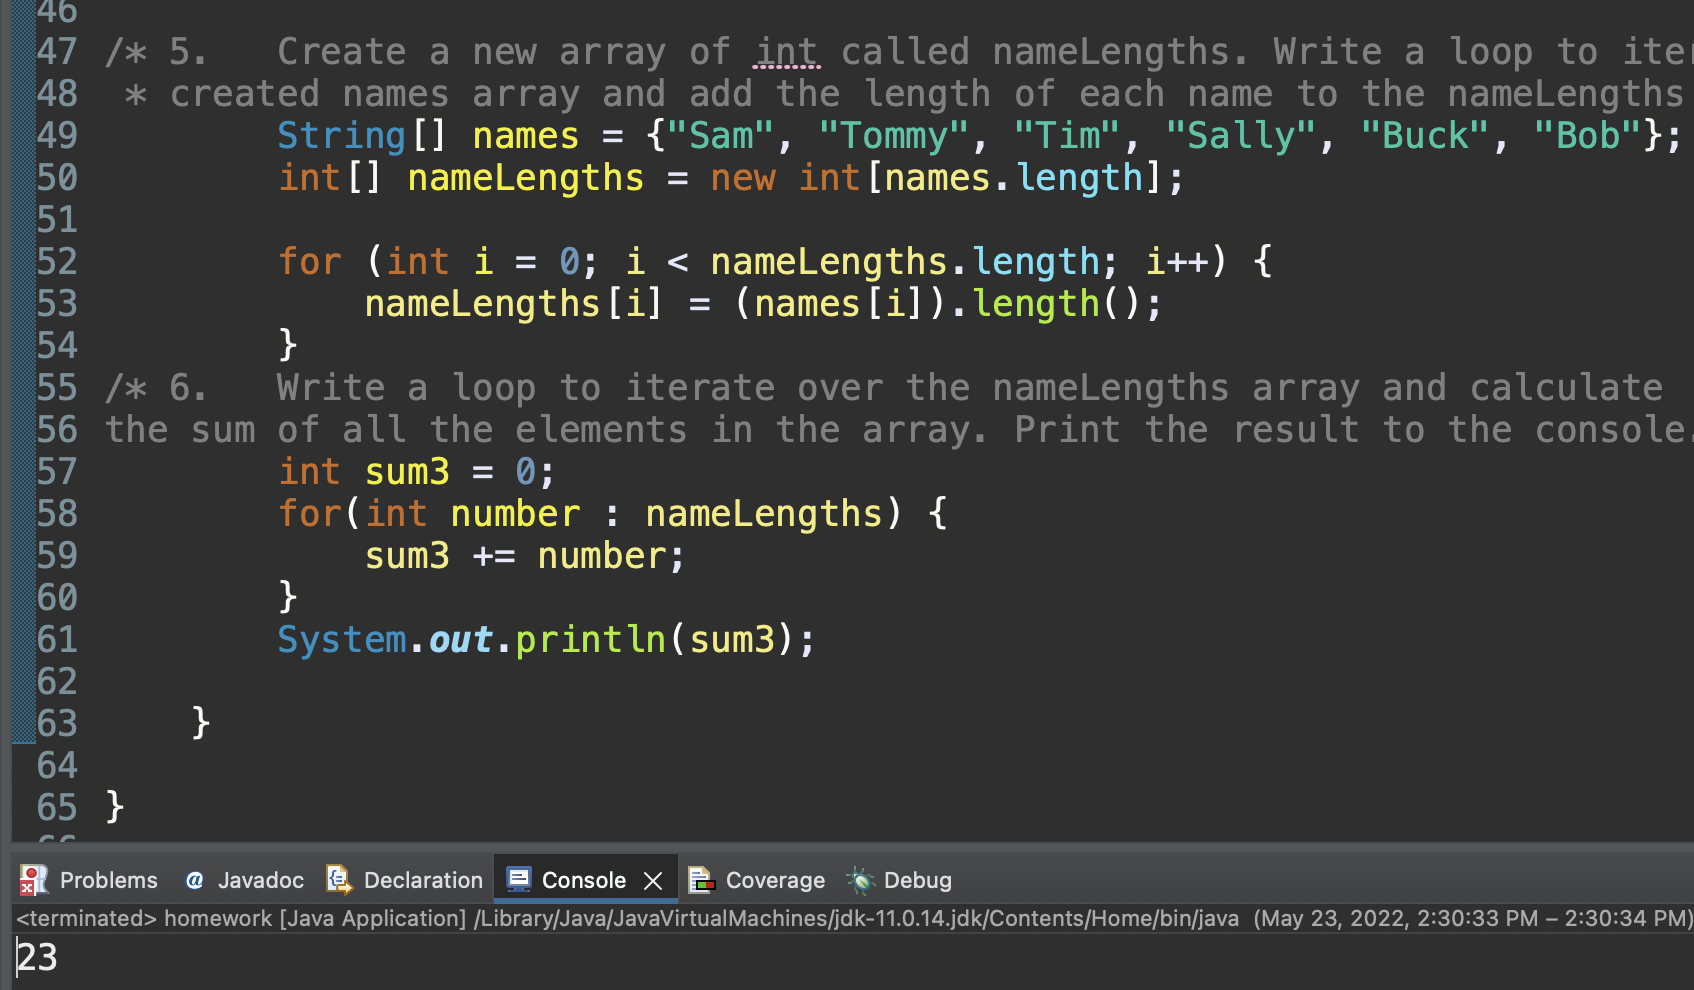 46
47 /* 5.   Create a new array of int called nameLengths. Write a loop to
48  * created names array and add the length of each name to the nameLengths
49         String[] names = {"Sam", "Tommy", "Tim", "Sally", "Buck", "Bob"};
50         int[] nameLengths = new int[names.length];
51
52         for (int i = 0; i < nameLengths.length; i++) {
53             nameLengths[i] = (names[i]).length();
54         }
55 /* 6.   Write a loop to iterate over the nameLengths array and calculate
56 the sum of all the elements in the array. Print the result to the console.
57         int sum3 = 0;
58         for(int number : nameLengths) {
59             sum3 += number;
60         }
61         System.out.println(sum3);
62
63     }
64
65 }
Problems @ Javadoc Declaration Console Coverage Debug
<terminated> homework [Java Application] /Library/Java/JavaVirtualMachines/jdk-11.0.14.jdk/Contents/Home/bin/java (May 23, 2022, 2:30:33 PM – 2:30:34 PM)
23